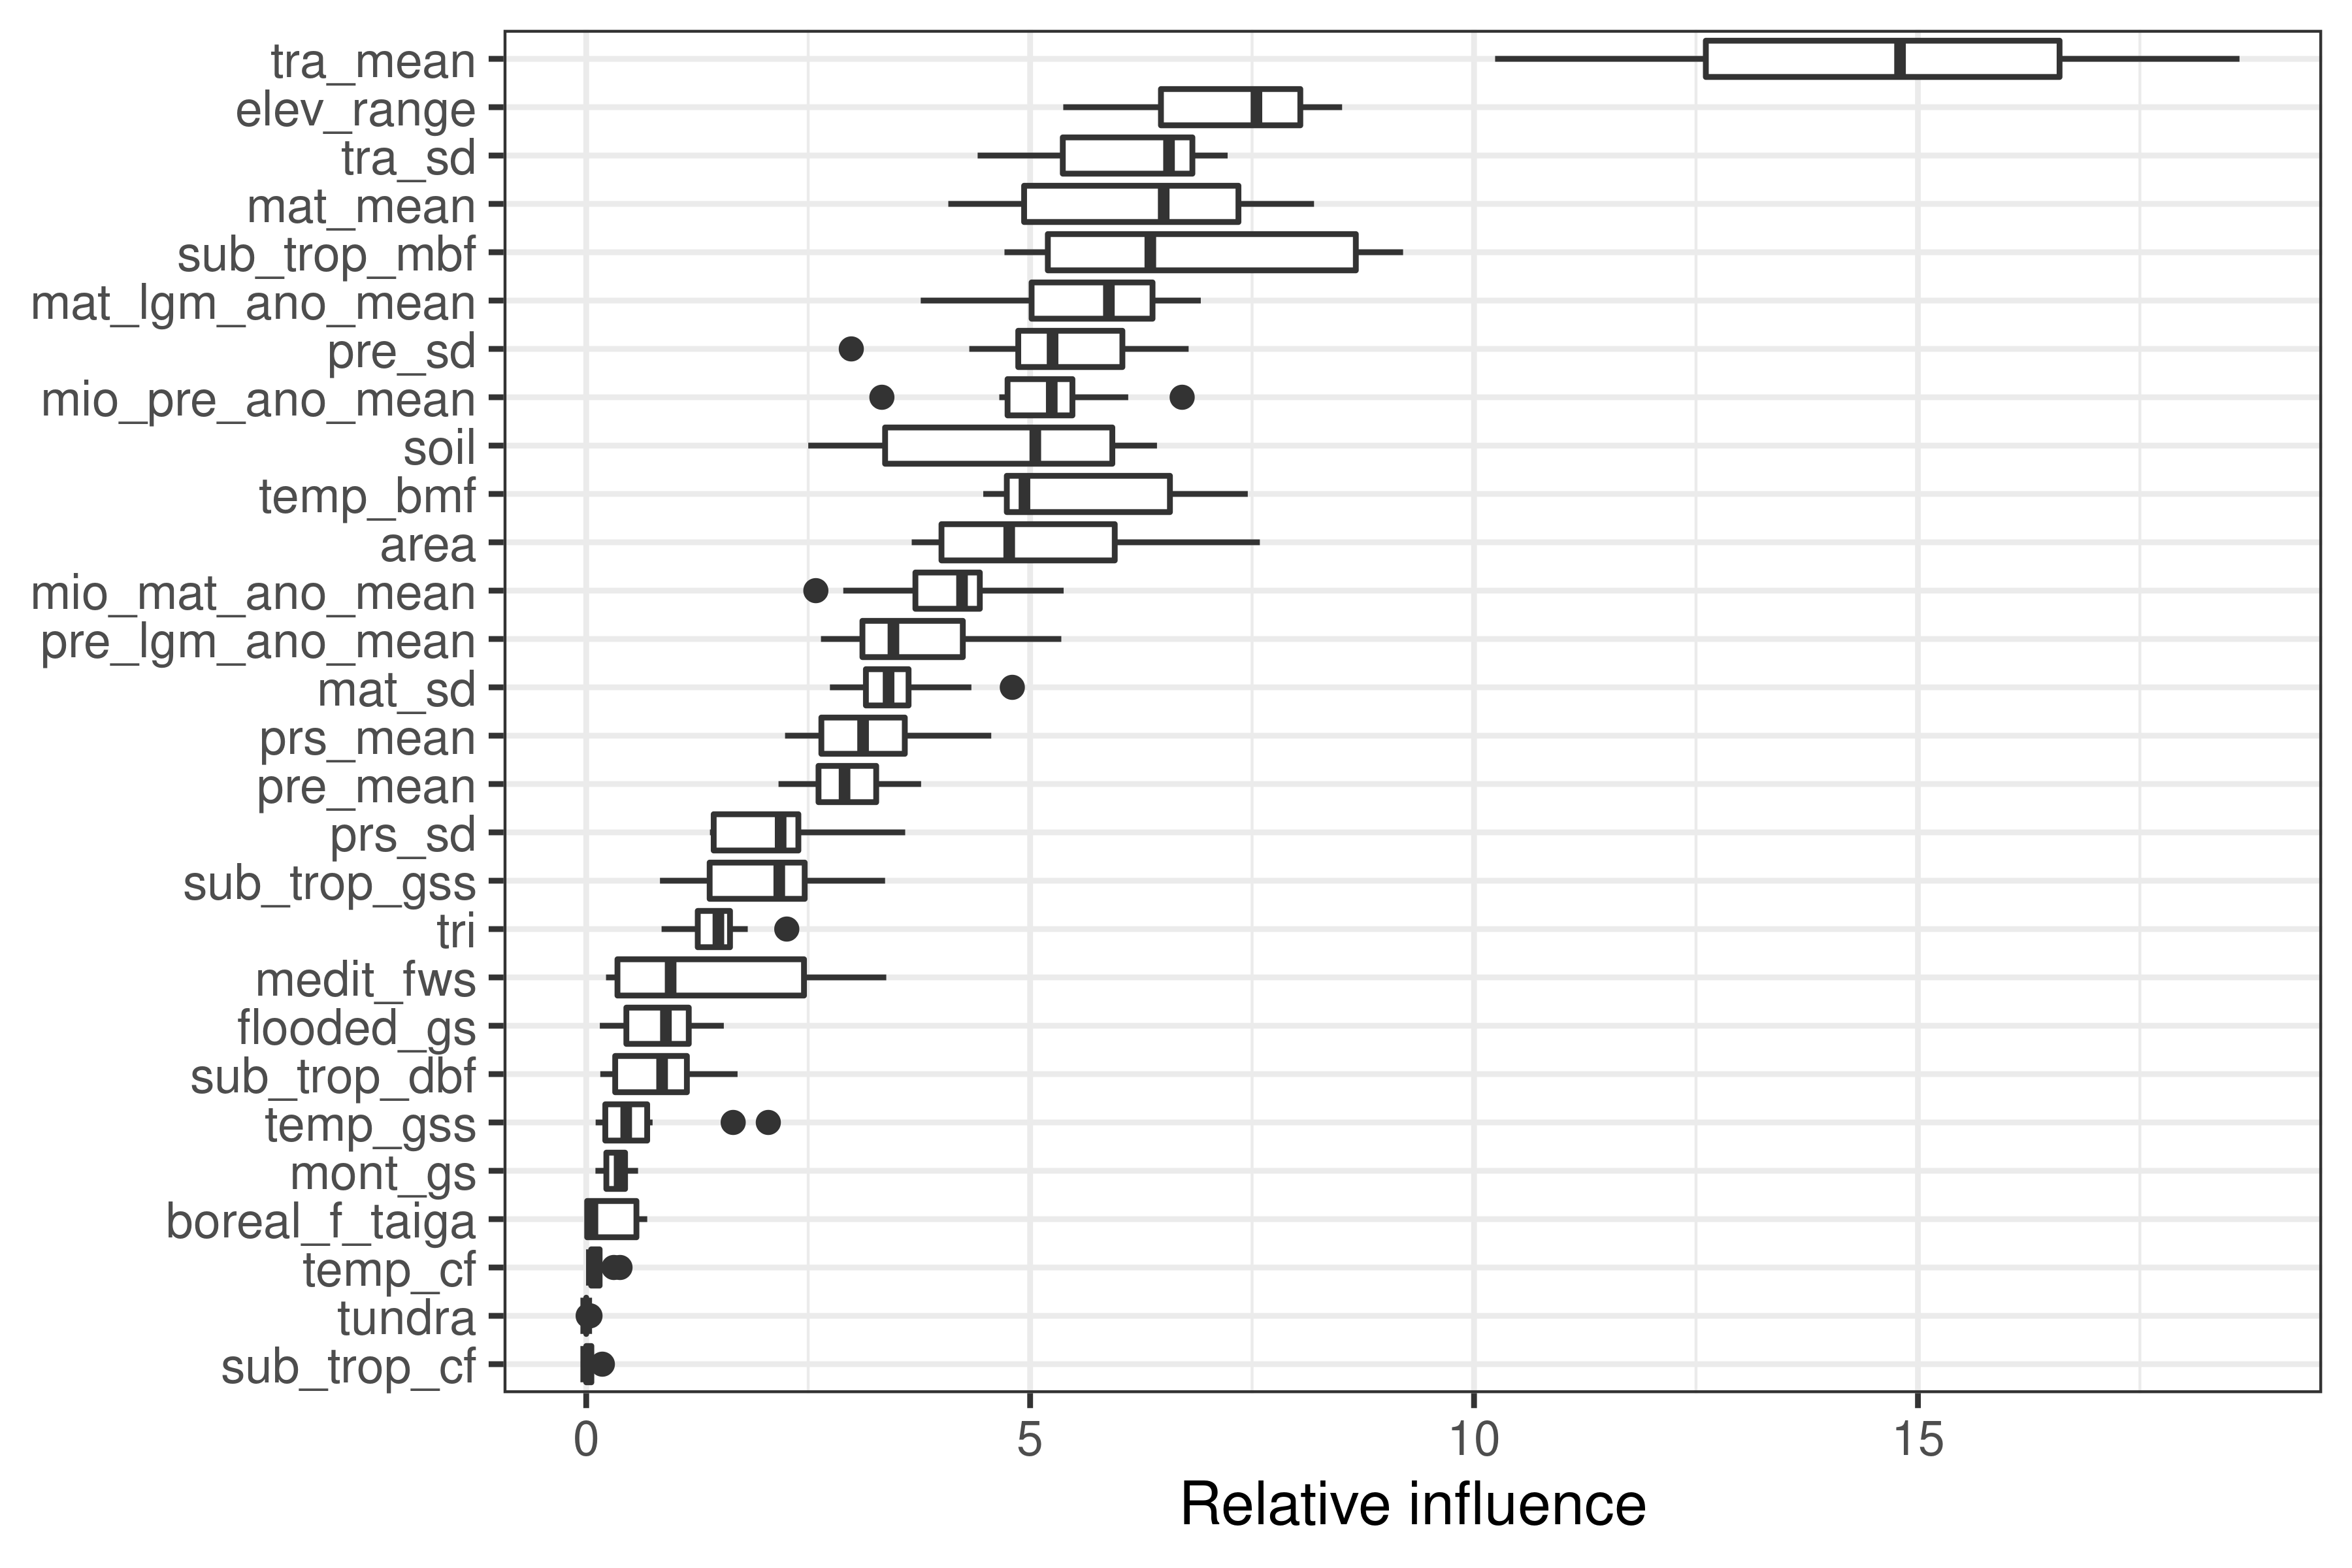 tra_mean
elev_range
tra_sd
mat_mean
sub_trop_mbf
mat_lgm_ano_mean
pre_sd
mio_pre_ano_mean
soil
temp_bmf
area
mio_mat_ano_mean
pre_lgm_ano_mean
mat_sd
prs_mean
pre_mean
prs_sd
sub_trop_gss
tri
medit_fws
flooded_gs
sub_trop_dbf
temp_gss
mont_gs
boreal_f_taiga
temp_cf
tundra
sub_trop_cf
0 5 10 15
Relative influence